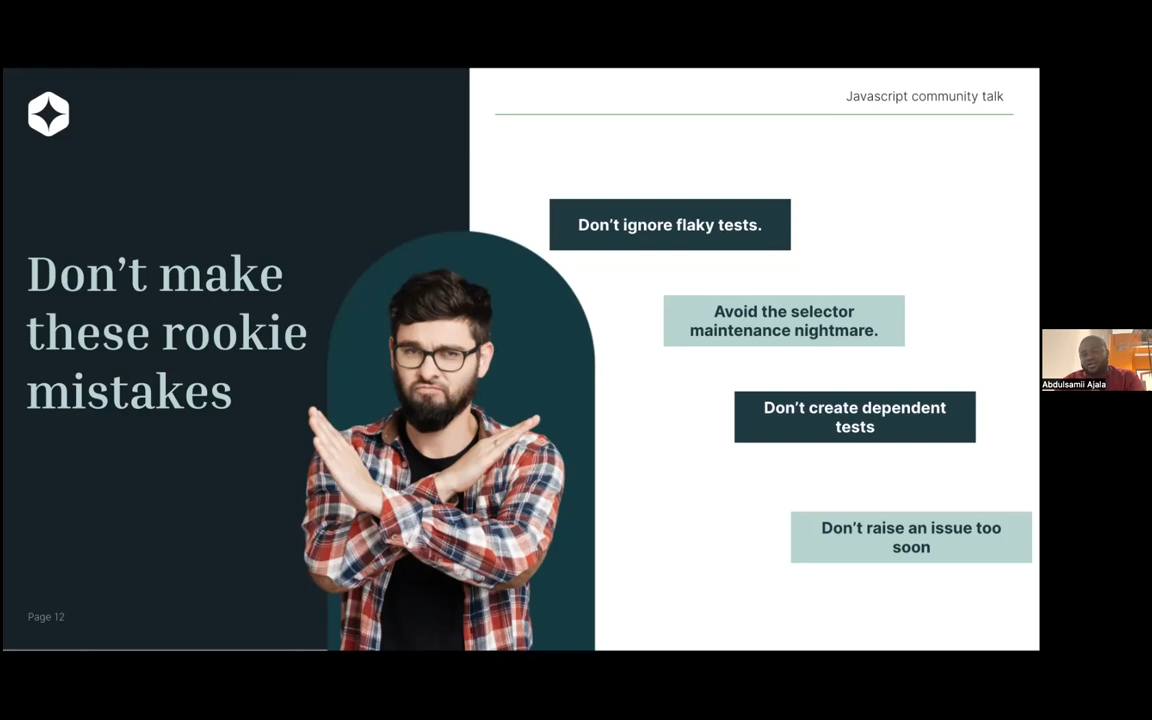 Javascript community talk
Don’t make
these rookie
mistakes
Don’t ignore flaky tests.
Avoid the selector
maintenance nightmare.
Don’t create dependent
tests
Don’t raise an issue too
soon
Page 12
Abdulsamii Ajala